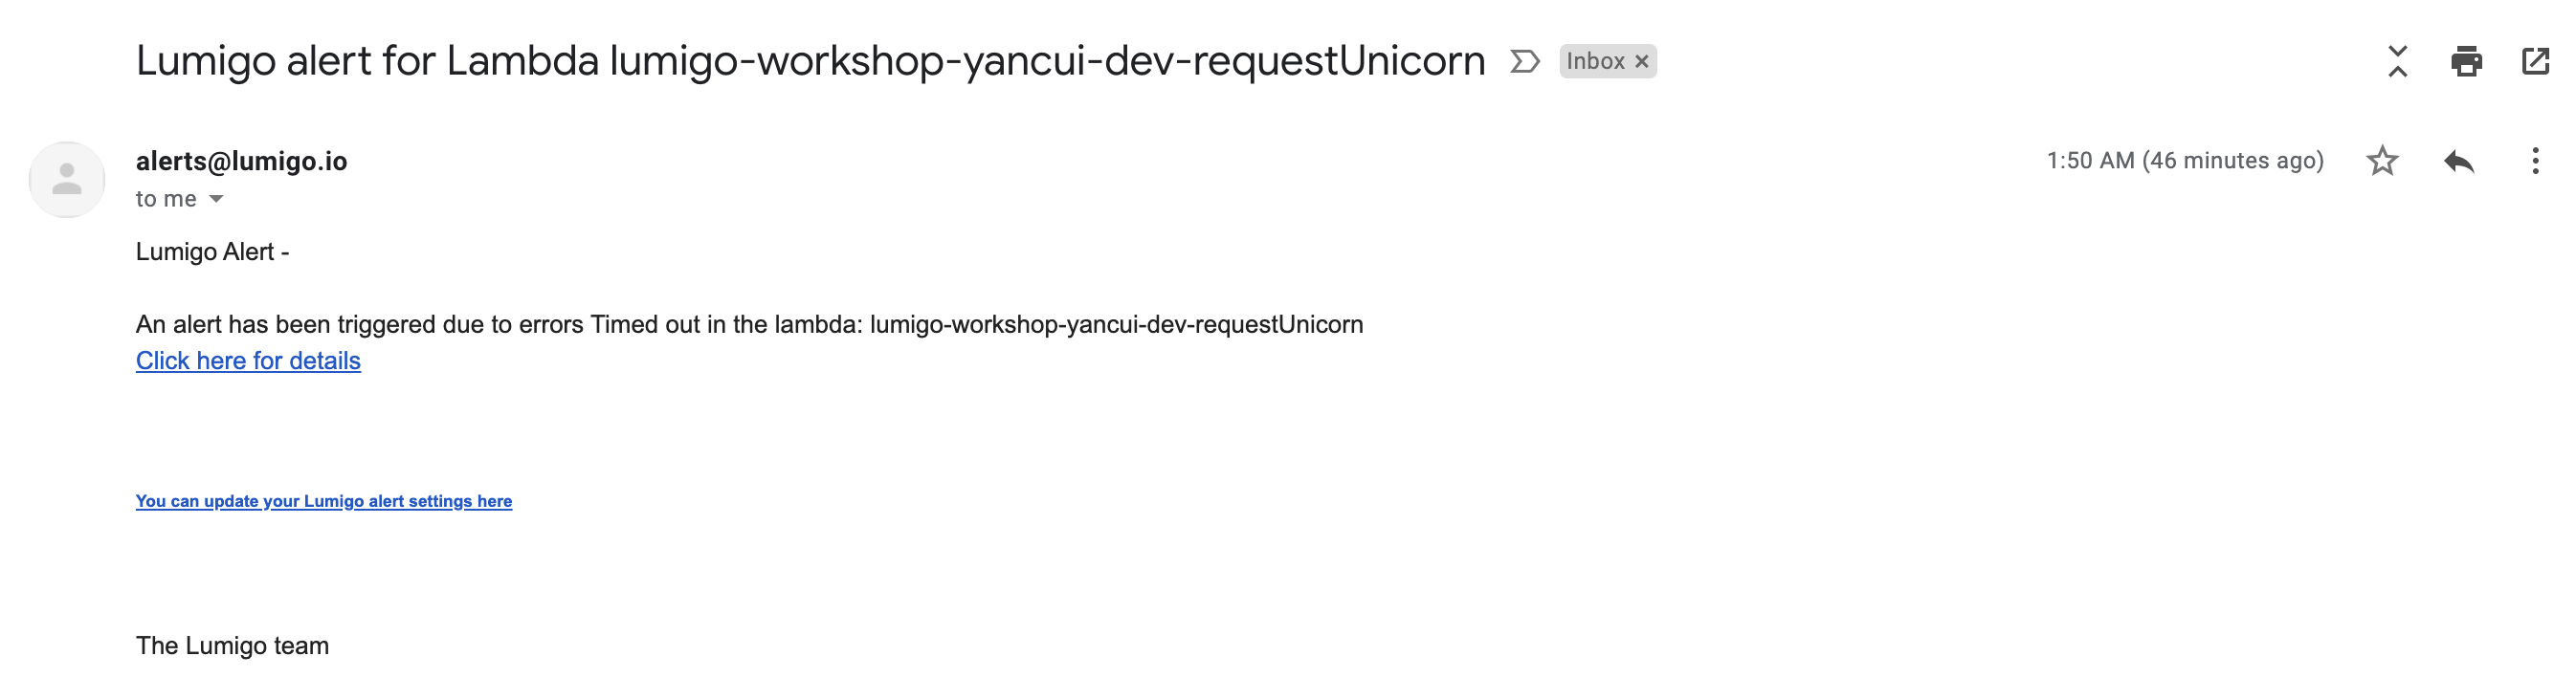 Lumigo alert for Lambda lumigo-workshop-yancui-dev-requestUnicorn Inbox ×
alerts@lumigo.io 1:50 AM (46 minutes ago)
to me
Lumigo Alert -
An alert has been triggered due to errors Timed out in the lambda: lumigo-workshop-yancui-dev-requestUnicorn
Click here for details
You can update your Lumigo alert settings here
The Lumigo team